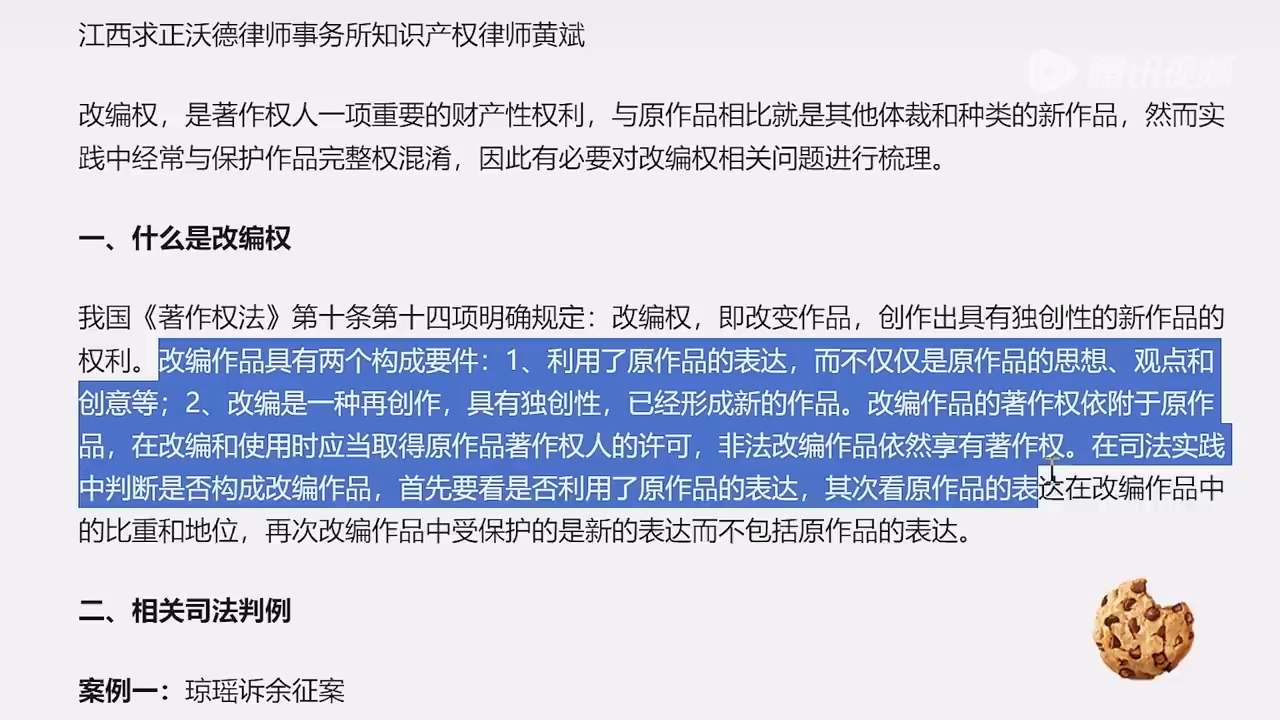 江西求正沃德律师事务所知识产权律师黄斌
腾讯视频
改编权，是著作权人一项重要的财产性权利，与原作品相比就是其他体裁和种类的新作品，然而实
践中经常与保护作品完整权混淆，因此有必要对改编权相关问题进行梳理。
一、什么是改编权
我国《著作权法》第十条第十四项明确规定：改编权，即改变作品，创作出具有独创性的新作品的
权利。改编作品具有两个构成要件：1、利用了原作品的表达，而不仅仅是原作品的思想、观点和
创意等；2、改编是一种再创作，具有独创性，已经形成新的作品。改编作品的著作权依附于原作
品，在改编和使用时应当取得原作品著作权人的许可，非法改编作品依然享有著作权。在司法实践
中判断是否构成改编作品，首先要看是否利用了原作品的表达，其次看原作品的表达在改编作品中
的比重和地位，再次改编作品中受保护的是新的表达而不包括原作品的表达。
二、相关司法判例
案例一：琼瑶诉余征案